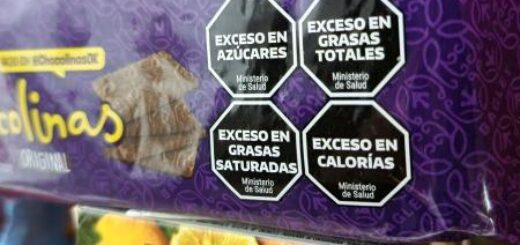 @ChocolinasOK
colinas
ORIGINAL
EXCESO EN
AZÚCARES
Ministerio
de Salud
EXCESO EN
GRASAS
TOTALES
Ministerio
de Salud
EXCESO EN
GRASAS
SATURADAS
Ministerio
de Salud
EXCESO EN
CALORÍAS
Ministerio
de Salud